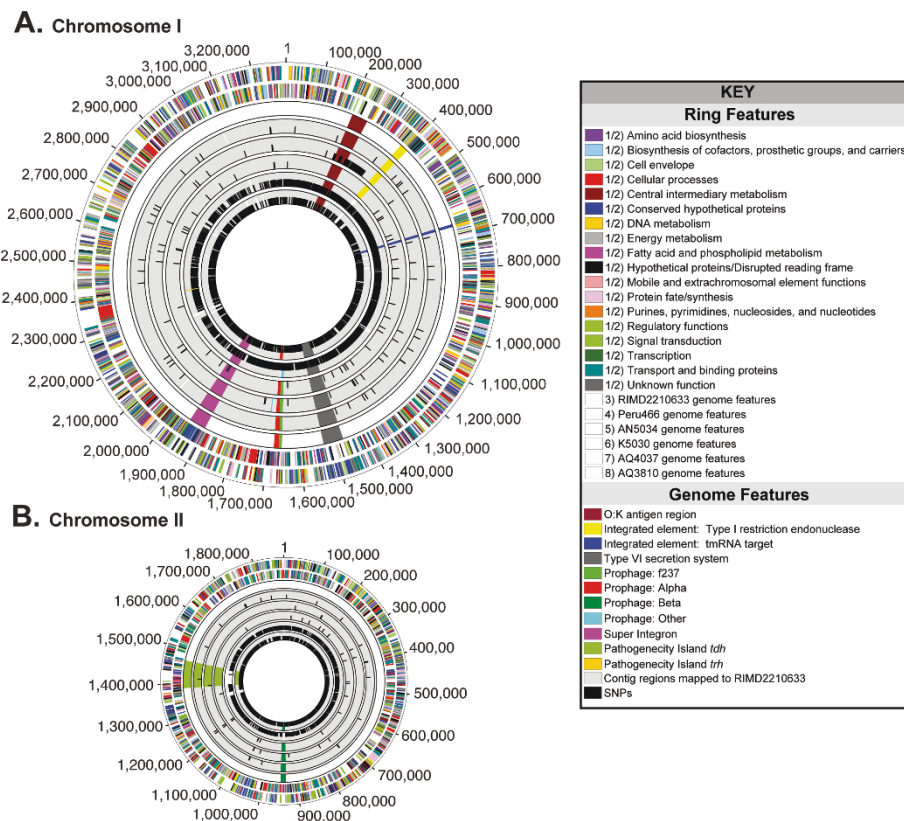 A. Chromosome I
1
100,000
200,000
300,000
400,000
500,000
600,000
700,000
800,000
900,000
1,000,000
1,100,000
1,200,000
1,300,000
1,400,000
1,500,000
1,600,000
1,700,000
1,800,000
1,900,000
2,000,000
2,100,000
2,200,000
2,300,000
2,400,000
2,500,000
2,600,000
2,700,000
2,800,000
2,900,000
3,000,000
3,100,000
3,200,000
B. Chromosome II
1
100,000
200,000
300,000
400,00
500,000
600,000
700,000
800,000
900,000
1,000,000
1,100,000
1,200,000
1,300,000
1,400,000
1,500,000
1,600,000
1,700,000
1,800,000
KEY
Ring Features
1/2) Amino acid biosynthesis
1/2) Biosynthesis of cofactors, prosthetic groups, and carriers
1/2) Cell envelope
1/2) Cellular processes
1/2) Central intermediary metabolism
1/2) Conserved hypothetical proteins
1/2) DNA metabolism
1/2) Energy metabolism
1/2) Fatty acid and phospholipid metabolism
1/2) Hypothetical proteins/Disrupted reading frame
1/2) Mobile and extrachromosomal element functions
1/2) Protein fate/synthesis
1/2) Purines, pyrimidines, nucleosides, and nucleotides
1/2) Regulatory functions
1/2) Signal transduction
1/2) Transcription
1/2) Transport and binding proteins
1/2) Unknown function
3) RIMD2210633 genome features
4) Peru466 genome features
5) AN5034 genome features
6) K5030 genome features
7) AQ4037 genome features
8) AQ3810 genome features
Genome Features
O:K antigen region
Integrated element: Type I restriction endonuclease
Integrated element: tmRNA target
Type VI secretion system
Prophage: f237
Prophage: Alpha
Prophage: Beta
Prophage: Other
Super Integron
Pathogenecity Island tdh
Pathogenecity Island trh
Contig regions mapped to RIMD2210633
SNPs